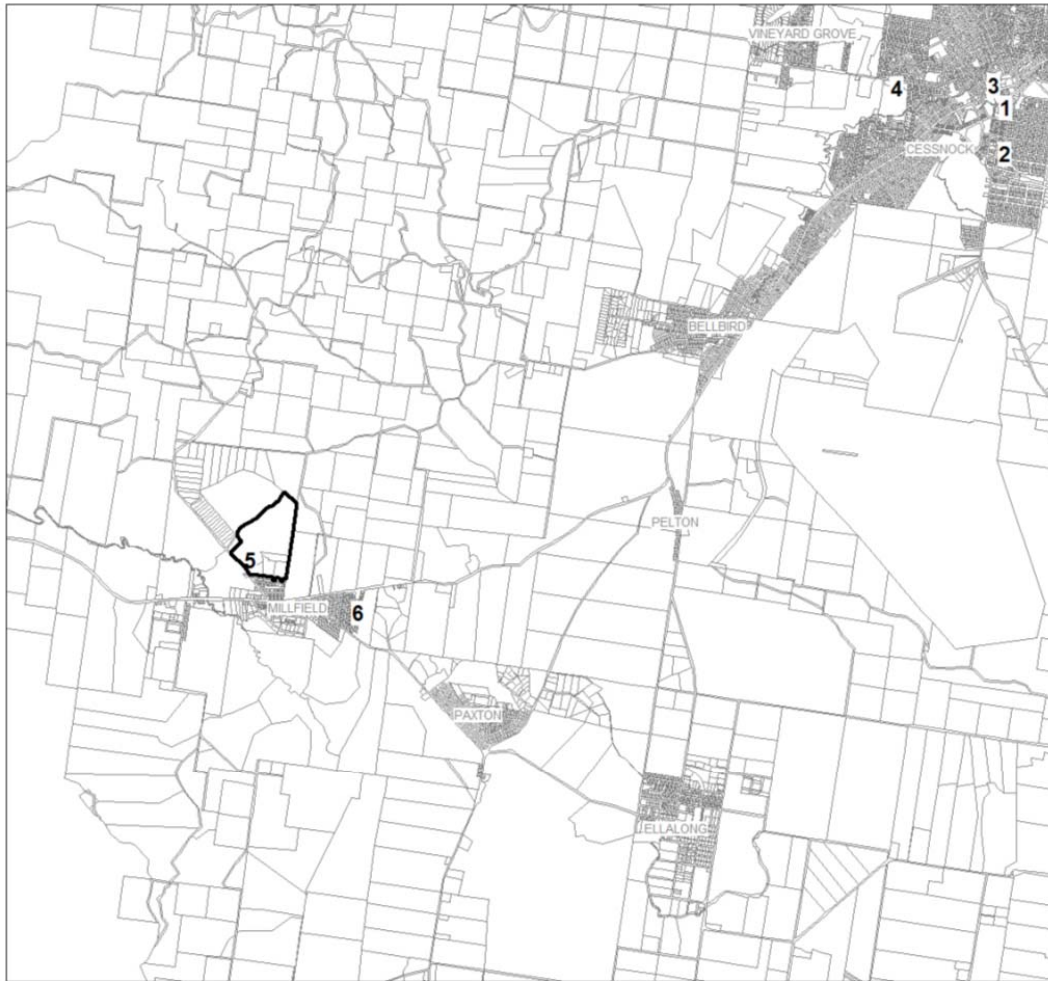 VINEYARD GROVE
4
3
1
CESSNOCK
2
BELLBIRD
PELTON
5
MILLFIELD
6
PAXTON
ELLALONG